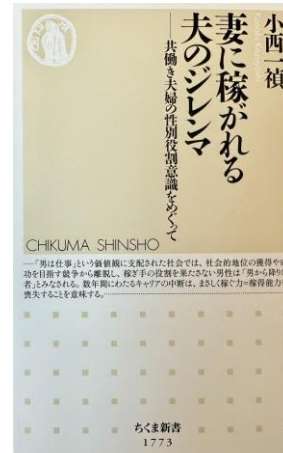 小西一禎
妻に稼がれる
夫のジレンマ
──共働き夫婦の性別役割意識をめぐって
CHIKUMA SHINSHO
──「男は仕事」という価値観に支配された社会では、社会的地位の獲得や成
功を目指す競争から離脱し、稼ぎ手の役割を果たさない男性は「男から降り
者」とみなされる。数年間にわたるキャリアの中断は、まさしく稼ぐ力=稼得能力
喪失することを意味する。
ちくま新書
1773